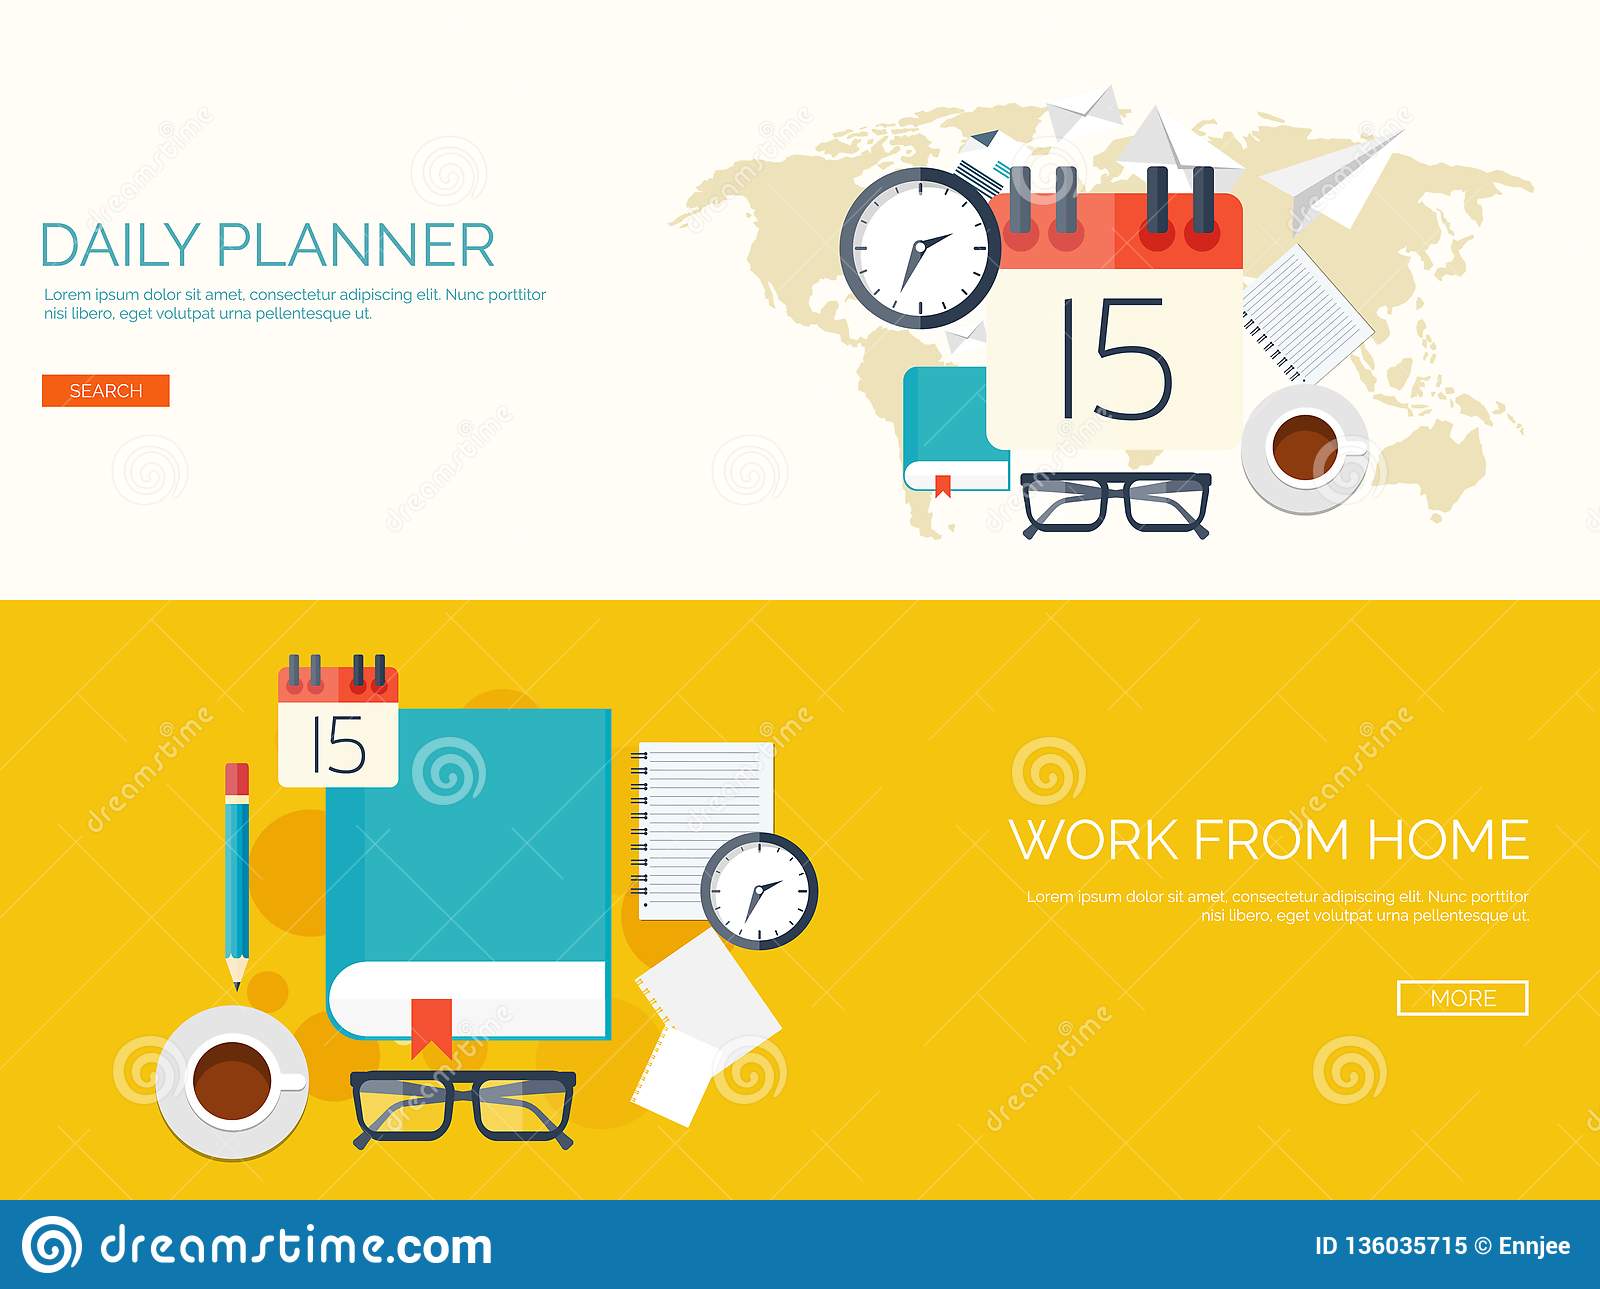 DAILY PLANNER
Lorem ipsum dolor sit amet, consectetur adipiscing elit. Nunc porttitor
nisi libero, eget volutpat urna pellentesque ut.
SEARCH
15
15
WORK FROM HOME
Lorem ipsum dolor sit amet, consectetur adipiscing elit. Nunc porttitor
nisi libero, eget volutpat urna pellentesque ut.
MORE
dreamstime.com
ID 136035715 © Ennjee